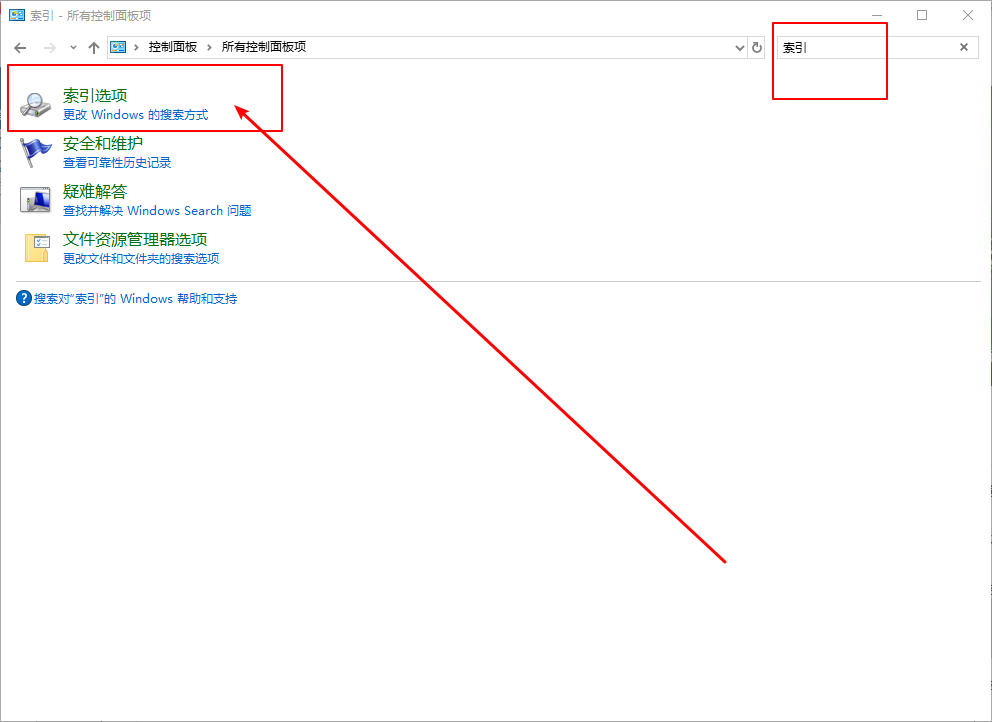 索引 - 所有控制面板项
控制面板 所有控制面板项
索引
索引选项
更改 Windows 的搜索方式
安全和维护
查看可靠性历史记录
疑难解答
查找并解决 Windows Search 问题
文件资源管理器选项
更改文件和文件夹的搜索选项
搜索对"索引"的 Windows 帮助和支持